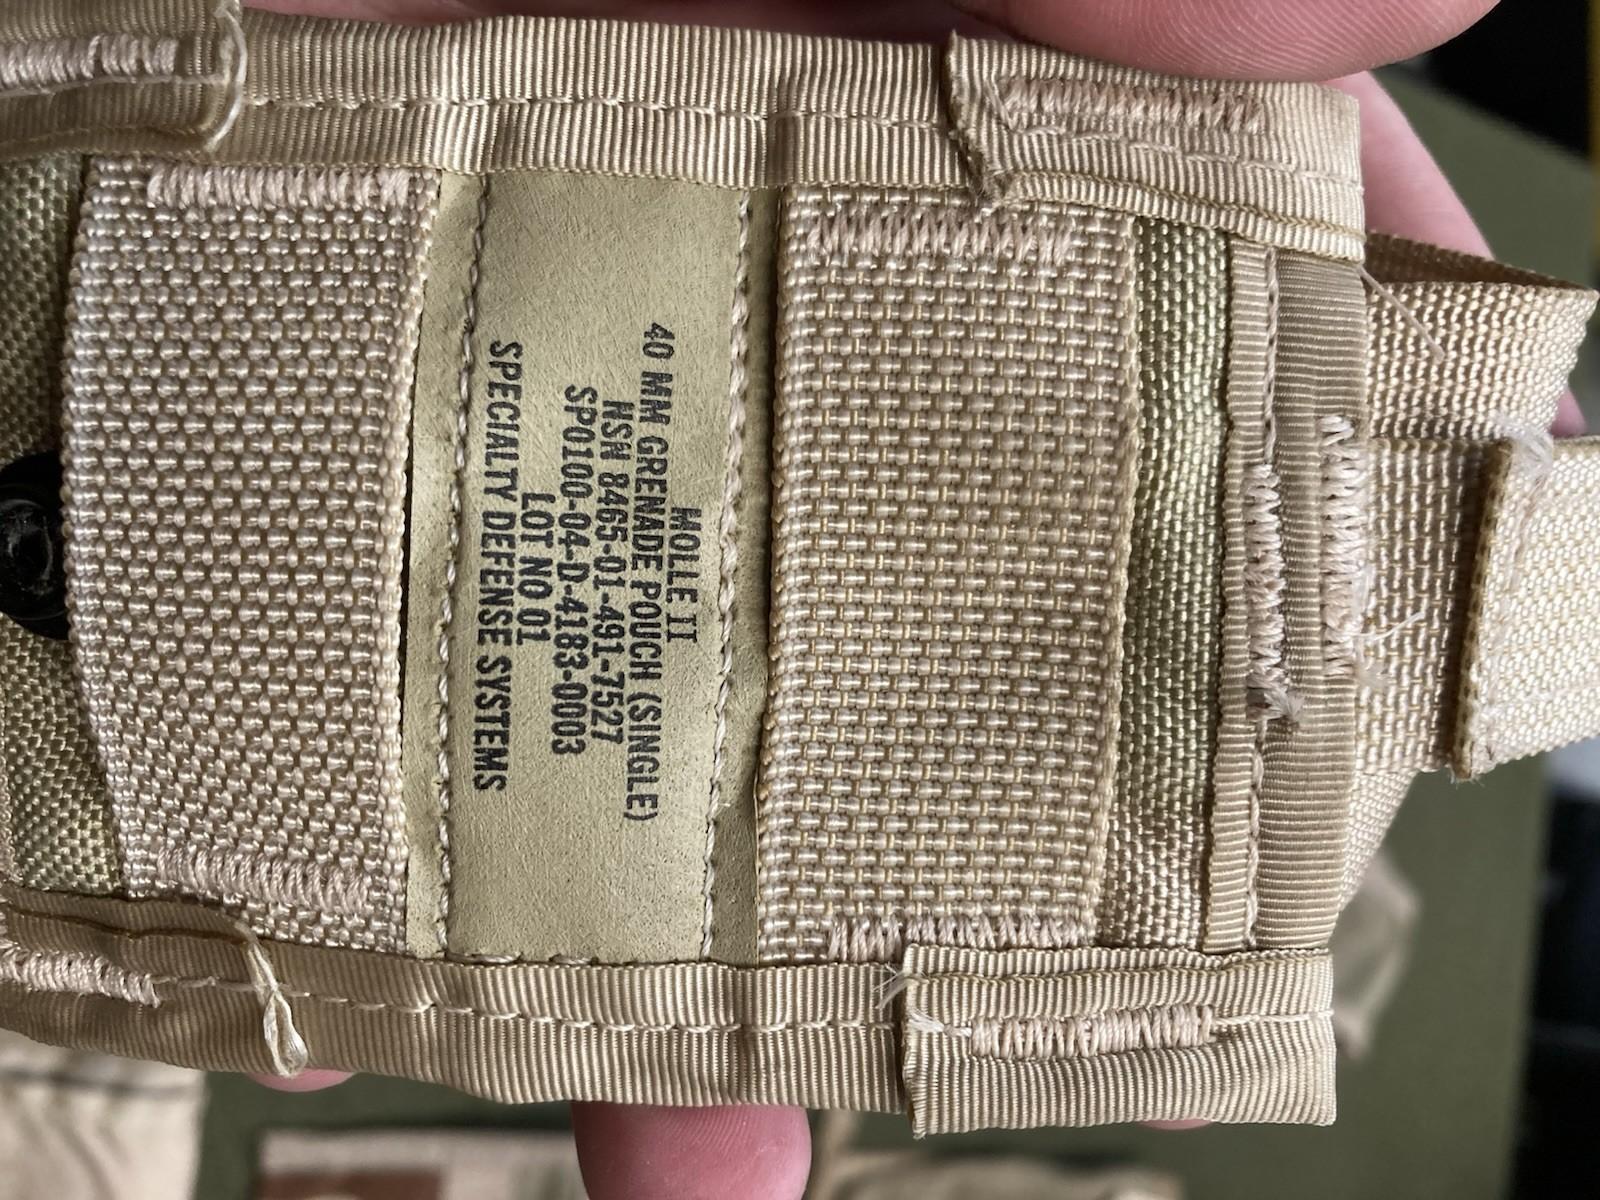 MOLLE II
40 MM GRENADE POUCH (SINGLE)
NSN 8465-01-491-7527
SP0100-04-D-4183-0003
LOT NO 01
SPECIALTY DEFENSE SYSTEMS